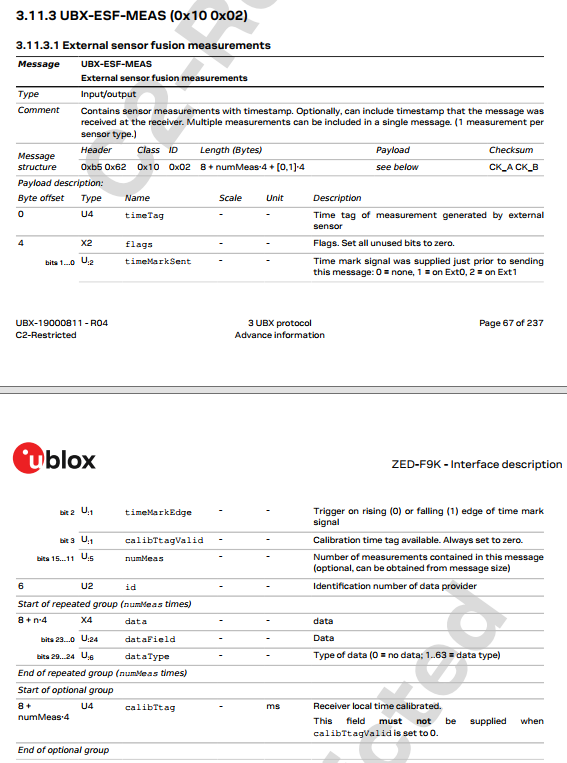 3.11.3 UBX-ESF-MEAS (0x10 0x02)
3.11.3.1 External sensor fusion measurements
Message UBX-ESF-MEAS
External sensor fusion measurements
Type Input/output
Comment Contains sensor measurements with timestamp. Optionally, can include timestamp that the message was
received at the receiver. Multiple measurements can be included in a single message. (1 measurement per
sensor type.)
Header Class ID Length (Bytes) Payload Checksum
Message structure 0xb5 0x62 0x10 0x02 8 + numMeas·4 + [0,1]·4 see below CK_A CK_B
Payload description:
Byte offset Type Name Scale Unit Description
0 U4 timeTag - - Time tag of measurement generated by external
sensor
4 X2 flags - - Flags. Set all unused bits to zero.
bits 1…0 U:2 timeMarkSent - - Time mark signal was supplied just prior to sending
this message: 0 = none, 1 = on Ext0, 2 = on Ext1
UBX-19000811 - R04 3 UBX protocol Page 67 of 237
C2-Restricted Advance information
ublox
ZED-F9K - Interface description
bit 2 U:1 timeMarkEdge - - Trigger on rising (0) or falling (1) edge of time mark
signal
bit 3 U:1 calibTtagValid - - Calibration time tag available. Always set to zero.
bits 15…11 U:5 numMeas - - Number of measurements contained in this message
(optional, can be obtained from message size)
6 U2 id - - Identification number of data provider
Start of repeated group (numMeas times)
8 + n·4 X4 data - - data
bits 23…0 U:24 dataField - - Data
bits 29…24 U:6 dataType - - Type of data (0 = no data; 1..63 = data type)
End of repeated group (numMeas times)
Start of optional group
8 + U4 calibTtag - ms Receiver local time calibrated.
numMeas·4 This field must not be supplied when
calibTtagValid is set to 0.
End of optional group